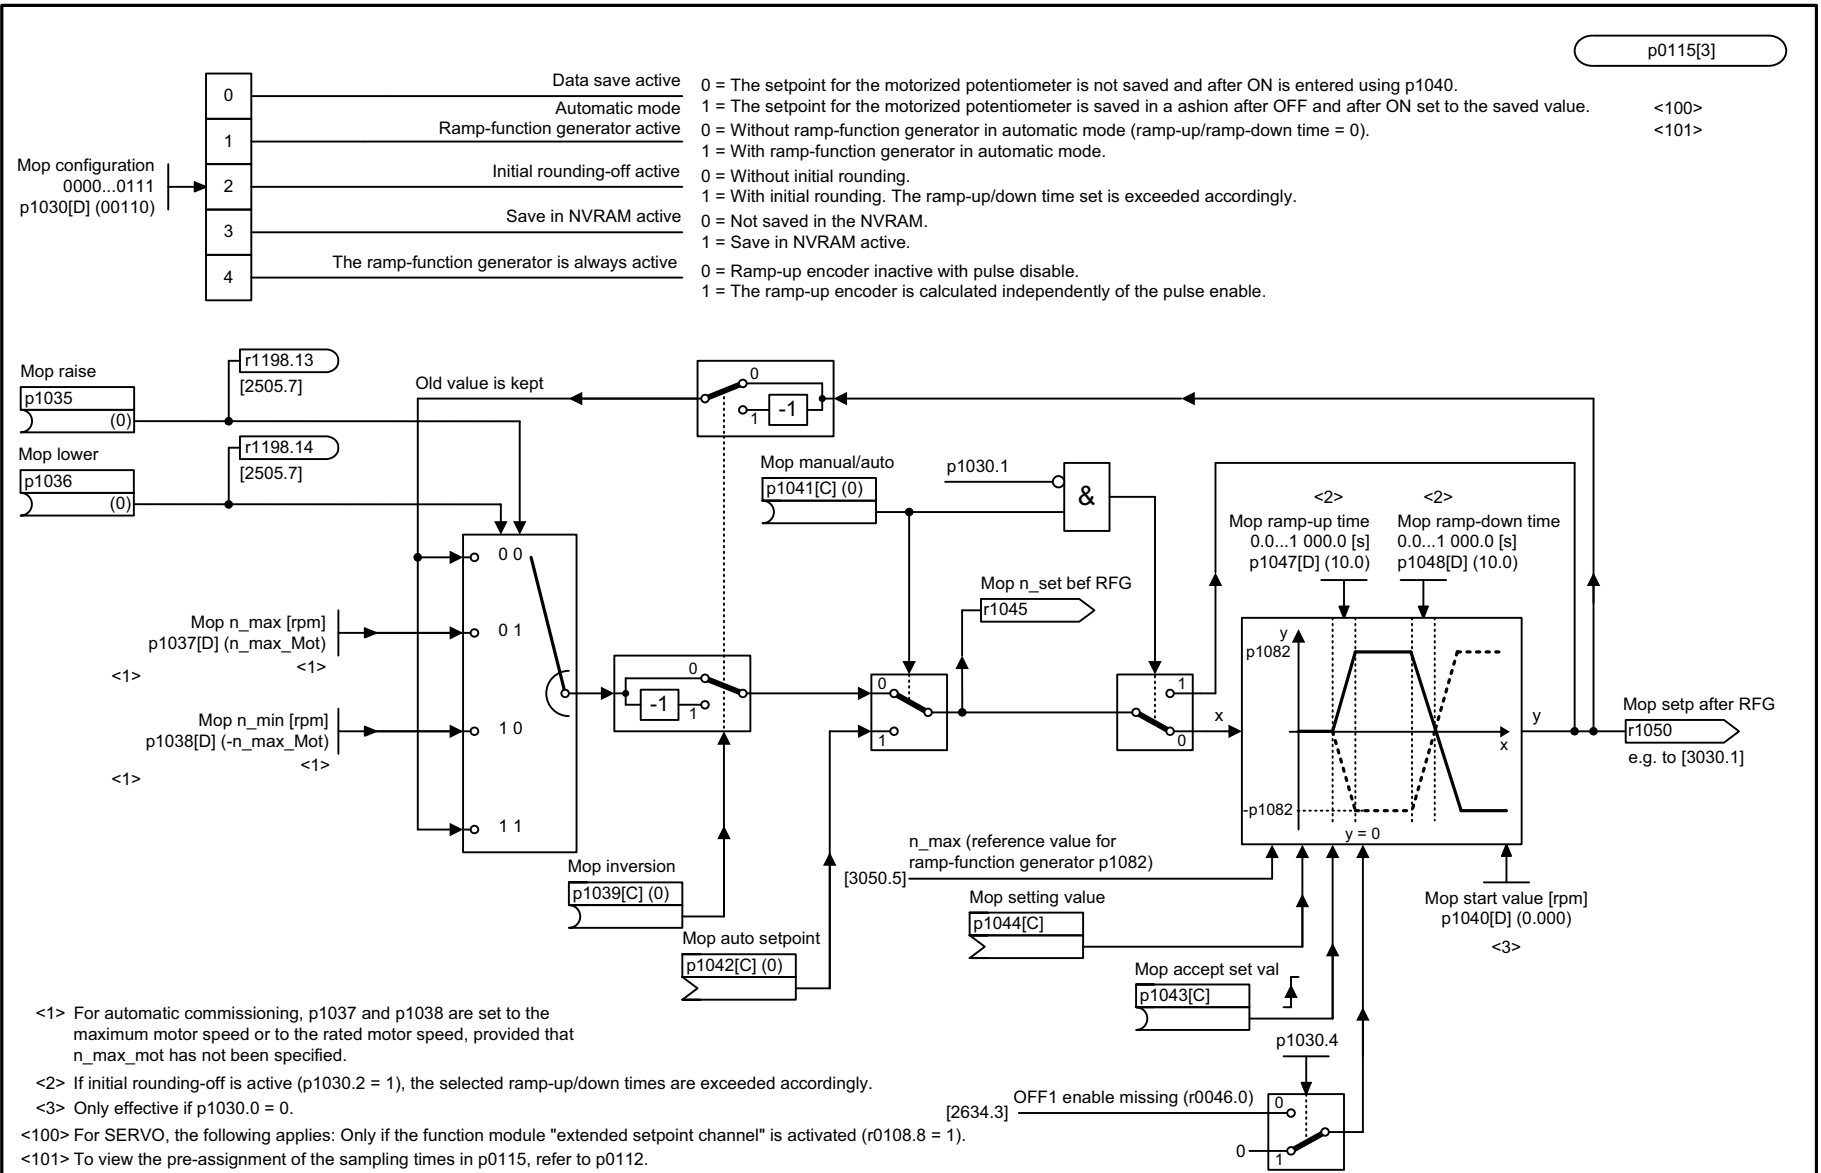 p0115[3]
0
1
2
3
4
Mop configuration
0000...0111
p1030[D] (00110)
Data save active
0 = The setpoint for the motorized potentiometer is not saved and after ON is entered using p1040.
1 = The setpoint for the motorized potentiometer is saved in a ashion after OFF and after ON set to the saved value.
<100>
Automatic mode
Ramp-function generator active
0 = Without ramp-function generator in automatic mode (ramp-up/ramp-down time = 0).
<101>
1 = With ramp-function generator in automatic mode.
Initial rounding-off active
0 = Without initial rounding.
1 = With initial rounding. The ramp-up/down time set is exceeded accordingly.
Save in NVRAM active
0 = Not saved in the NVRAM.
1 = Save in NVRAM active.
The ramp-function generator is always active
0 = Ramp-up encoder inactive with pulse disable.
1 = The ramp-up encoder is calculated independently of the pulse enable.
Mop raise
p1035
(0)
r1198.13
[2505.7]
Mop lower
p1036
(0)
r1198.14
[2505.7]
Old value is kept
0
1
-1
Mop manual/auto
p1041[C] (0)
p1030.1
&
<2>
Mop ramp-up time
0.0...1 000.0 [s]
p1047[D] (10.0)
<2>
Mop ramp-down time
0.0...1 000.0 [s]
p1048[D] (10.0)
0 0
0 1
1 0
1 1
Mop n_max [rpm]
p1037[D] (n_max_Mot)
<1>
<1>
Mop n_min [rpm]
p1038[D] (-n_max_Mot)
<1>
<1>
0
-1
1
0
1
Mop n_set bef RFG
r1045
1
0
x
y
p1082
x
-p1082
y = 0
y
Mop setp after RFG
r1050
e.g. to [3030.1]
Mop inversion
p1039[C] (0)
Mop auto setpoint
p1042[C] (0)
n_max (reference value for
ramp-function generator p1082)
[3050.5]
Mop setting value
p1044[C]
Mop accept set val
p1043[C]
Mop start value [rpm]
p1040[D] (0.000)
<3>
p1030.4
OFF1 enable missing (r0046.0)
[2634.3]
0
0
1
<1> For automatic commissioning, p1037 and p1038 are set to the
maximum motor speed or to the rated motor speed, provided that
n_max_mot has not been specified.
<2> If initial rounding-off is active (p1030.2 = 1), the selected ramp-up/down times are exceeded accordingly.
<3> Only effective if p1030.0 = 0.
<100> For SERVO, the following applies: Only if the function module "extended setpoint channel" is activated (r0108.8 = 1).
<101> To view the pre-assignment of the sampling times in p0115, refer to p0112.